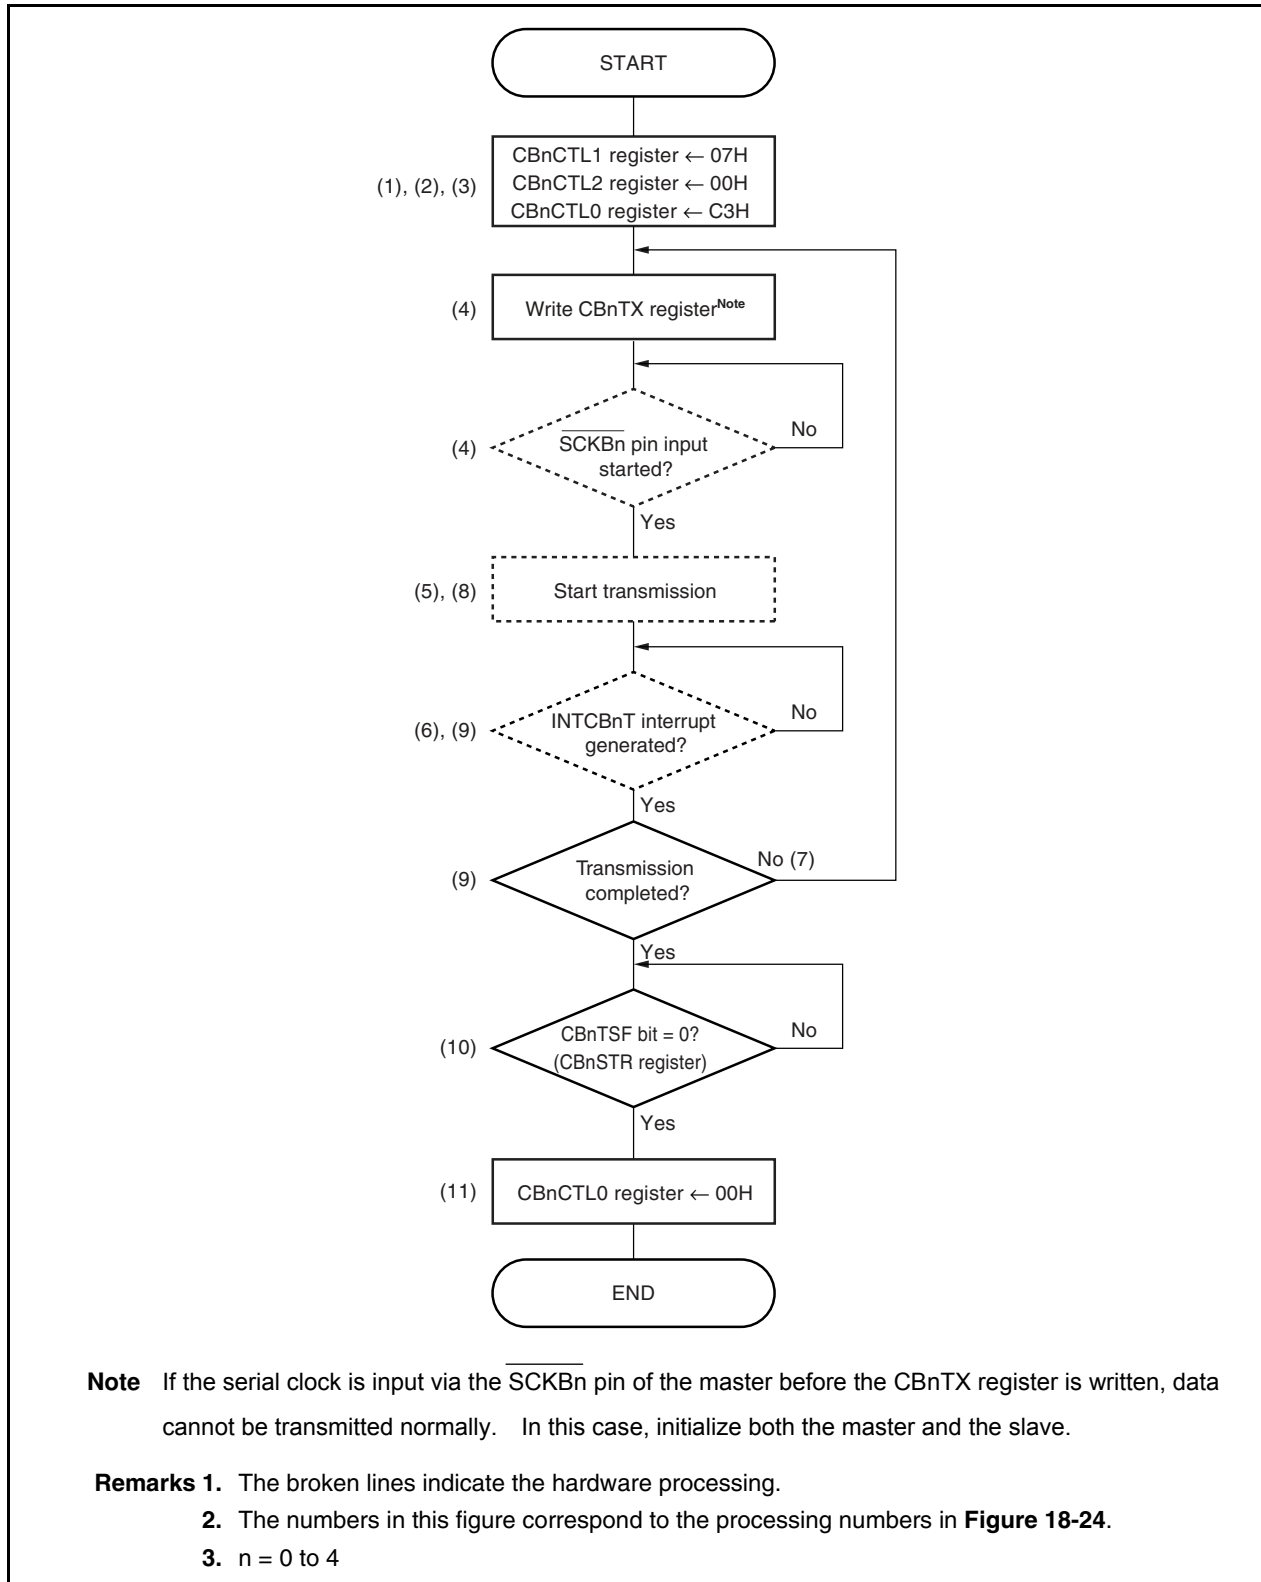 START
(1), (2), (3)
CBnCTL1 register ← 07H
CBnCTL2 register ← 00H
CBnCTL0 register ← C3H
(4)
Write CBnTX registerNote
(4)
SCKBn pin input
started?
No
Yes
(5), (8)
Start transmission
(6), (9)
INTCBnT interrupt
generated?
No
Yes
(9)
Transmission
completed?
No (7)
Yes
(10)
CBnTSF bit = 0?
(CBnSTR register)
No
Yes
(11)
CBnCTL0 register ← 00H
END
Note If the serial clock is input via the SCKBn pin of the master before the CBnTX register is written, data
cannot be transmitted normally. In this case, initialize both the master and the slave.
Remarks 1. The broken lines indicate the hardware processing.
2. The numbers in this figure correspond to the processing numbers in Figure 18-24.
3. n = 0 to 4